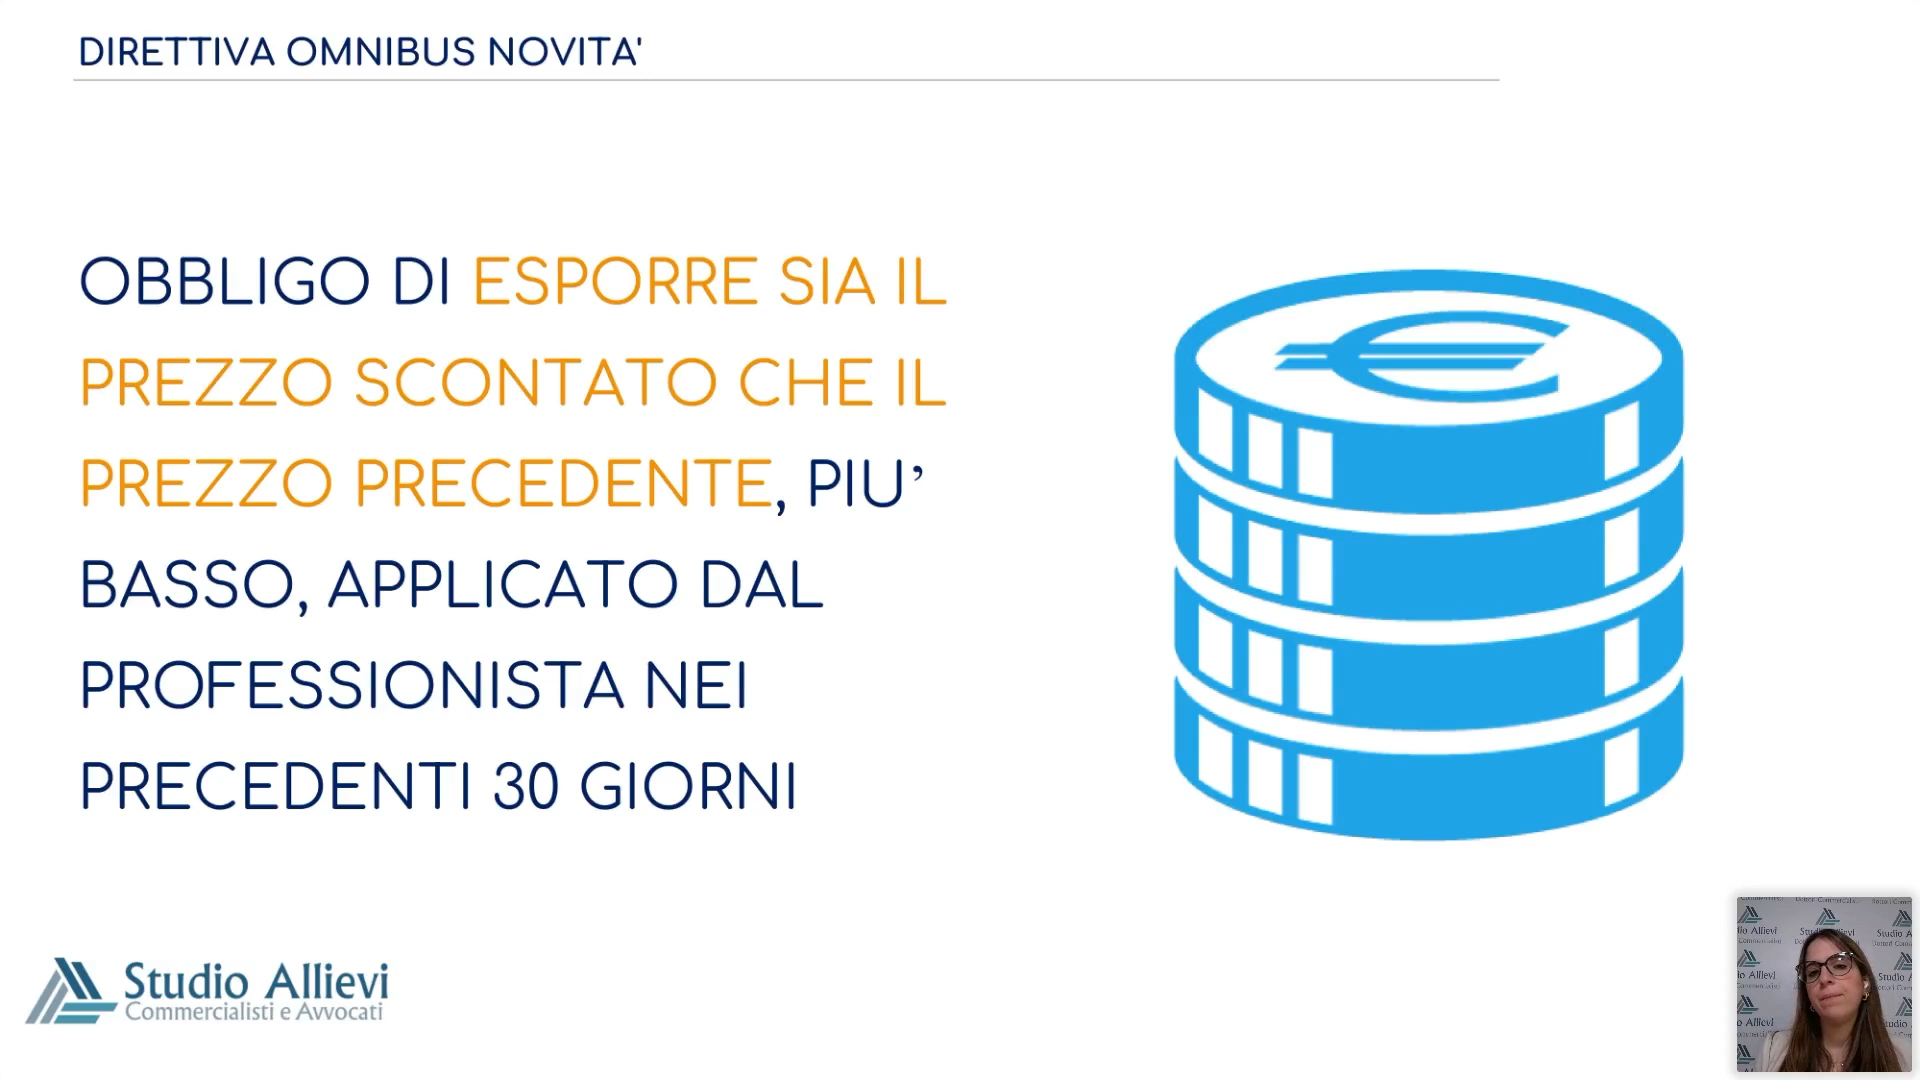 DIRETTIVA OMNIBUS NOVITA'
OBBLIGO DI ESPORRE SIA IL
PREZZO SCONTATO CHE IL
PREZZO PRECEDENTE, PIU’
BASSO, APPLICATO DAL
PROFESSIONISTA NEI
PRECEDENTI 30 GIORNI
Studio Allievi
Commercialisti e Avvocati